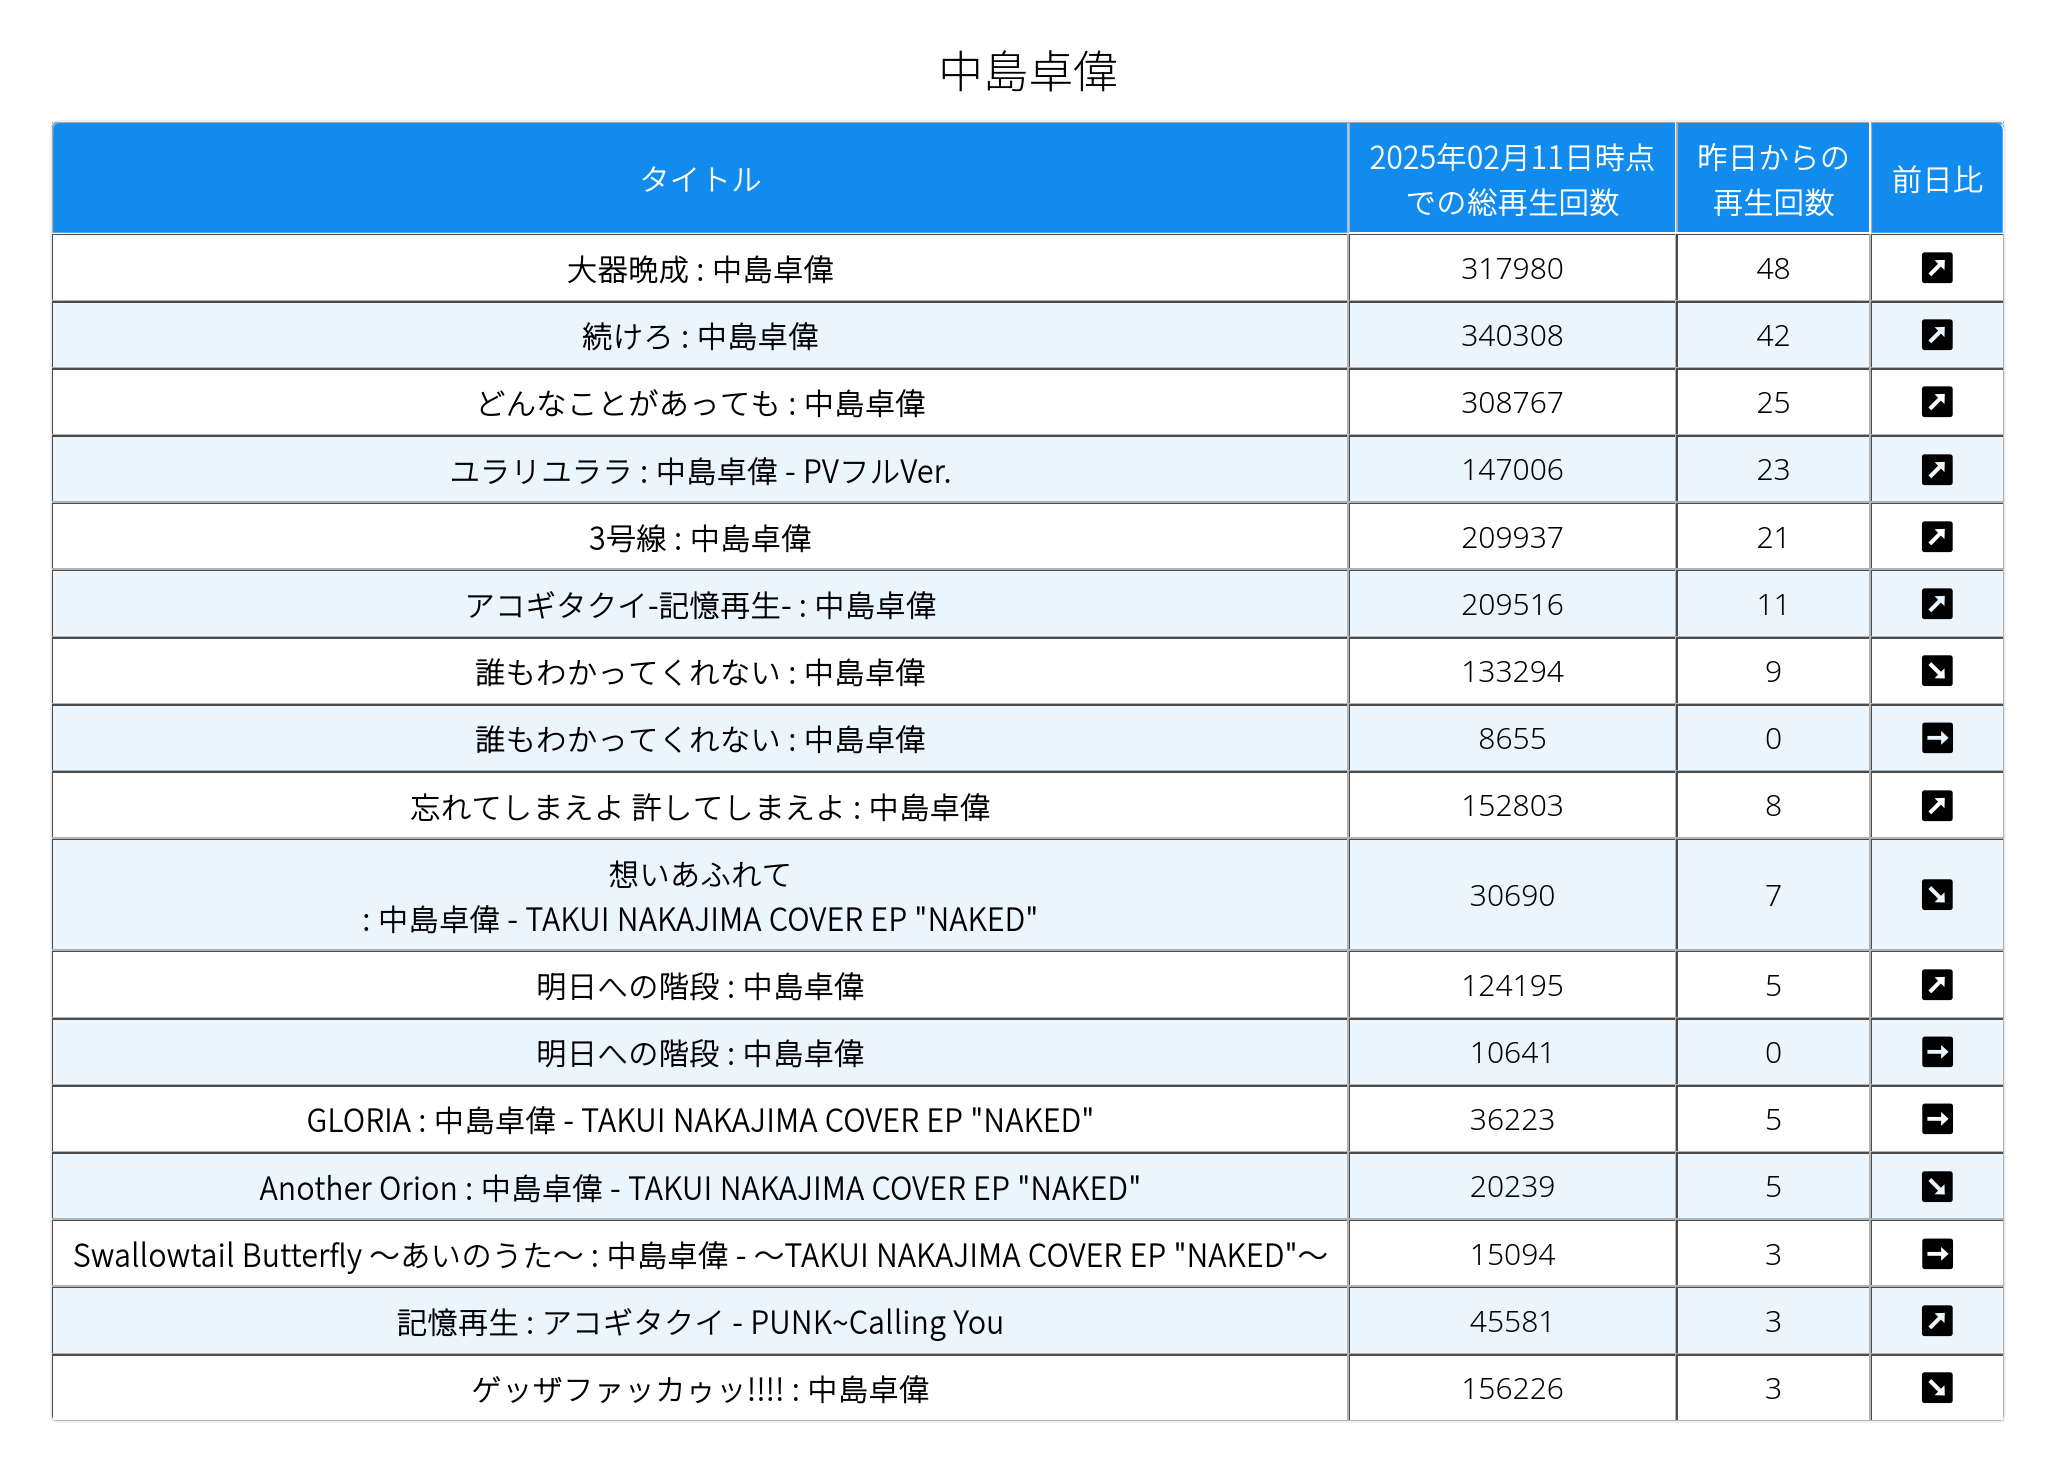 中島卓偉
タイトル 2025年02月11日時点 での総再生回数 昨日からの 再生回数 前日比
大器晩成 : 中島卓偉 317980 48
続けろ : 中島卓偉 340308 42
どんなことがあっても : 中島卓偉 308767 25
ユラリユララ : 中島卓偉 - PVフルVer. 147006 23
3号線 : 中島卓偉 209937 21
アコギタクイ-記憶再生- : 中島卓偉 209516 11
誰もわかってくれない : 中島卓偉 133294 9
誰もわかってくれない : 中島卓偉 8655 0
忘れてしまえよ 許してしまえよ : 中島卓偉 152803 8
想いあふれて
: 中島卓偉 - TAKUI NAKAJIMA COVER EP "NAKED" 30690 7
明日への階段 : 中島卓偉 124195 5
明日への階段 : 中島卓偉 10641 0
GLORIA : 中島卓偉 - TAKUI NAKAJIMA COVER EP "NAKED" 36223 5
Another Orion : 中島卓偉 - TAKUI NAKAJIMA COVER EP "NAKED" 20239 5
Swallowtail Butterfly ～あいのうた～ : 中島卓偉 - ～TAKUI NAKAJIMA COVER EP "NAKED"～ 15094 3
記憶再生 : アコギタクイ - PUNK~Calling You 45581 3
ゲッザファッカゥッ!!!! : 中島卓偉 156226 3